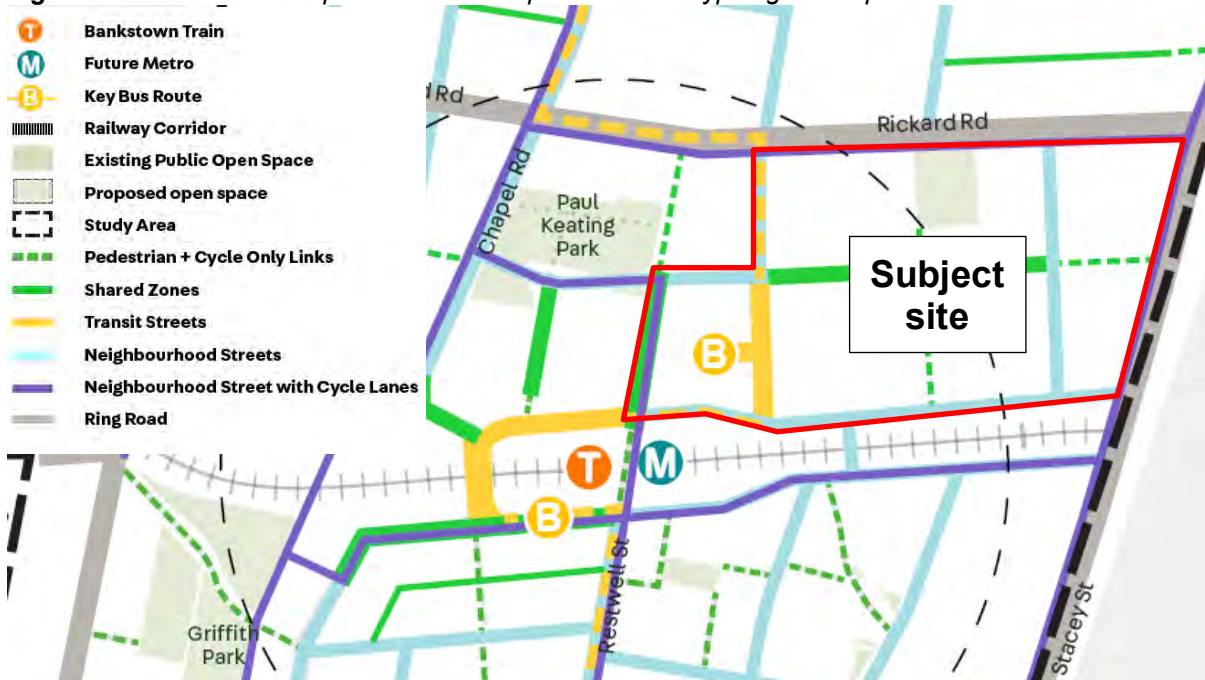 T Bankstown Train
M Future Metro
B Key Bus Route
Railway Corridor
Existing Public Open Space
Proposed open space
Study Area
Pedestrian + Cycle Only Links
Shared Zones
Transit Streets
Neighbourhood Streets
Neighbourhood Street with Cycle Lanes
Ring Road
d Rd
Rickard Rd
Chapel Rd
Paul
Keating
Park
Subject
site
B
T
M
B
Restwell St
Griffith
Park
Stacey St